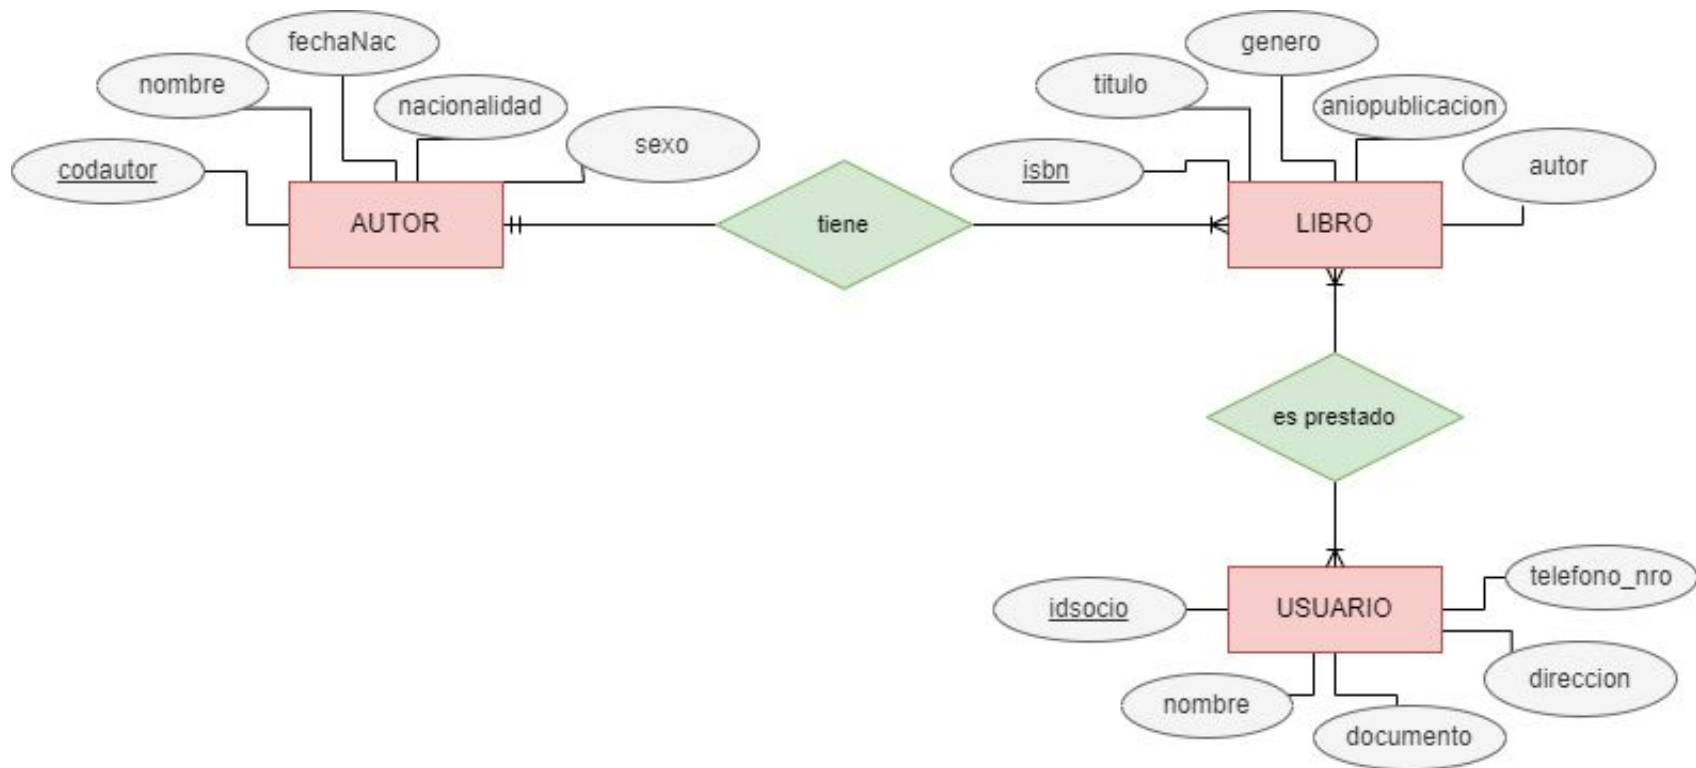 fechaNac
nombre
nacionalidad
sexo
codautor
AUTOR
tiene
genero
titulo
aniopublicacion
isbn
autor
LIBRO
es prestado
telefono_nro
idsocio
USUARIO
direccion
nombre
documento